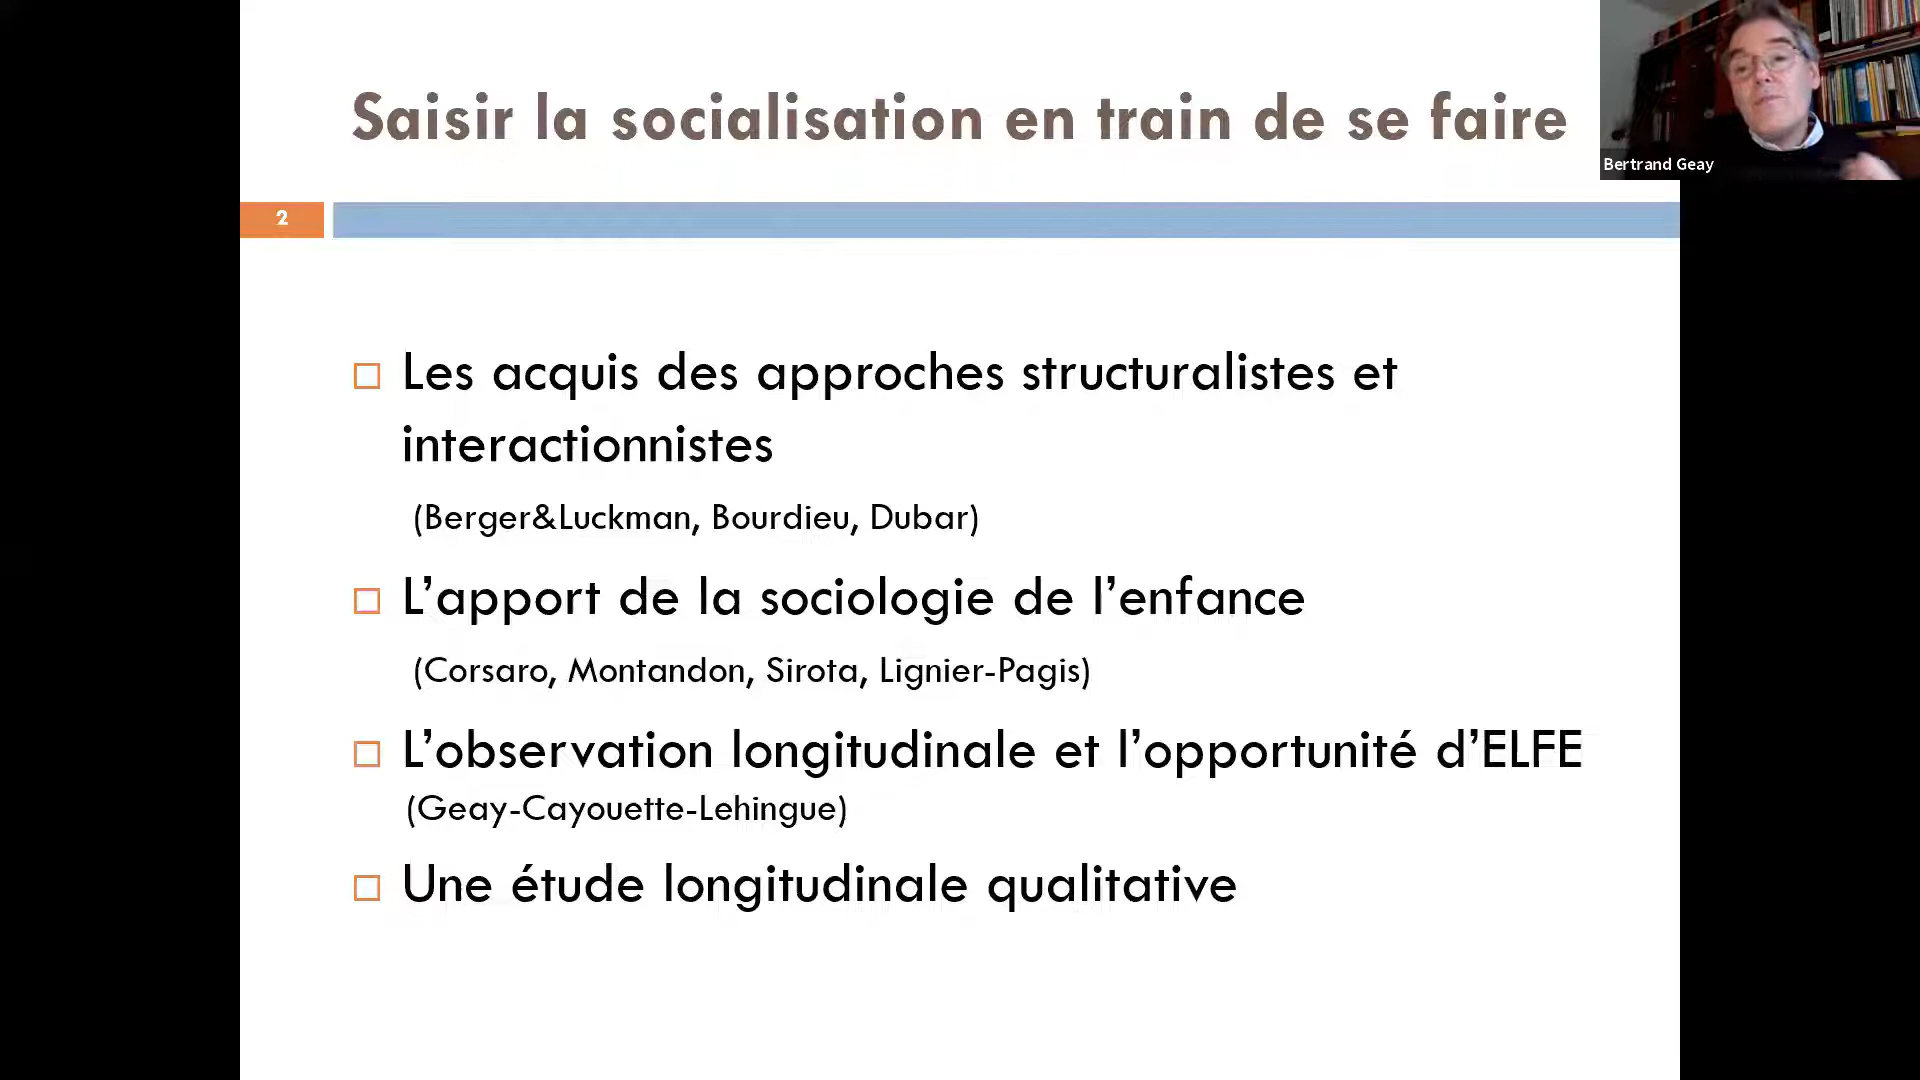 Saisir la socialisation en train de se faire
Bertrand Geay
2
Les acquis des approches structuralistes et
interactionnistes
(Berger&Luckman, Bourdieu, Dubar)
L’apport de la sociologie de l’enfance
(Corsaro, Montandon, Sirota, Lignier-Pagis)
L’observation longitudinale et l’opportunité d’ELFE
(Geay-Cayouette-Lehingue)
Une étude longitudinale qualitative